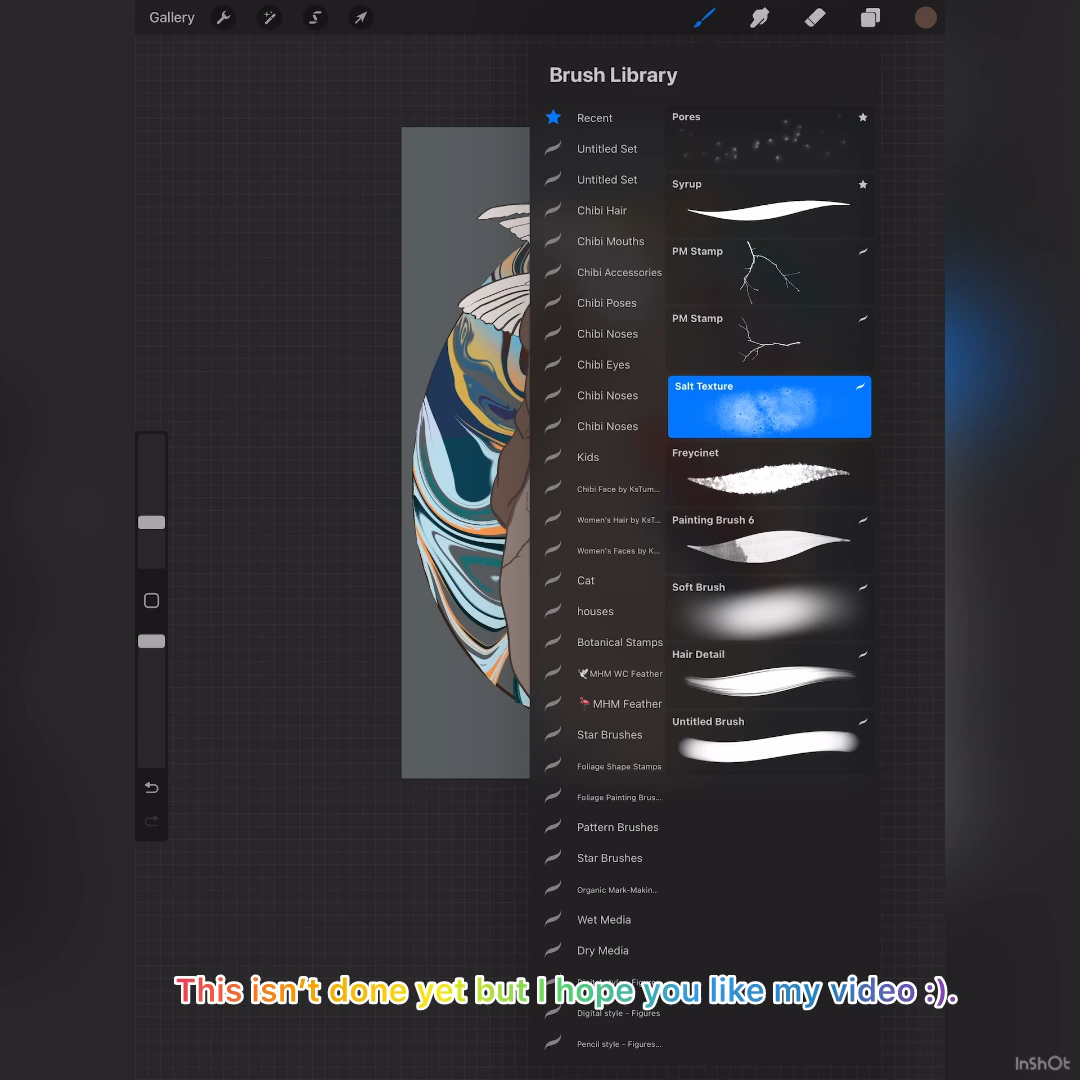 Gallery
Brush Library
Recent
Untitled Set
Untitled Set
Chibi Hair
Chibi Mouths
Chibi Accessories
Chibi Poses
Chibi Noses
Chibi Eyes
Chibi Noses
Chibi Noses
Kids
Chibi Face by KsTum...
Women's Hair by KsT...
Women's Faces by K...
Cat
houses
Botanical Stamps
🕊MHM WC Feather
🦩 MHM Feather
Star Brushes
Foliage Shape Stamps
Foliage Painting Brus...
Pattern Brushes
Star Brushes
Organic Mark-Makin...
Wet Media
Dry Media
Digital style - Figures
Pencil style - Figures...
Pores
Syrup
PM Stamp
PM Stamp
Salt Texture
Freycinet
Painting Brush 6
Soft Brush
Hair Detail
Untitled Brush
This isn't done yet but I hope you like my video :).
InShOt